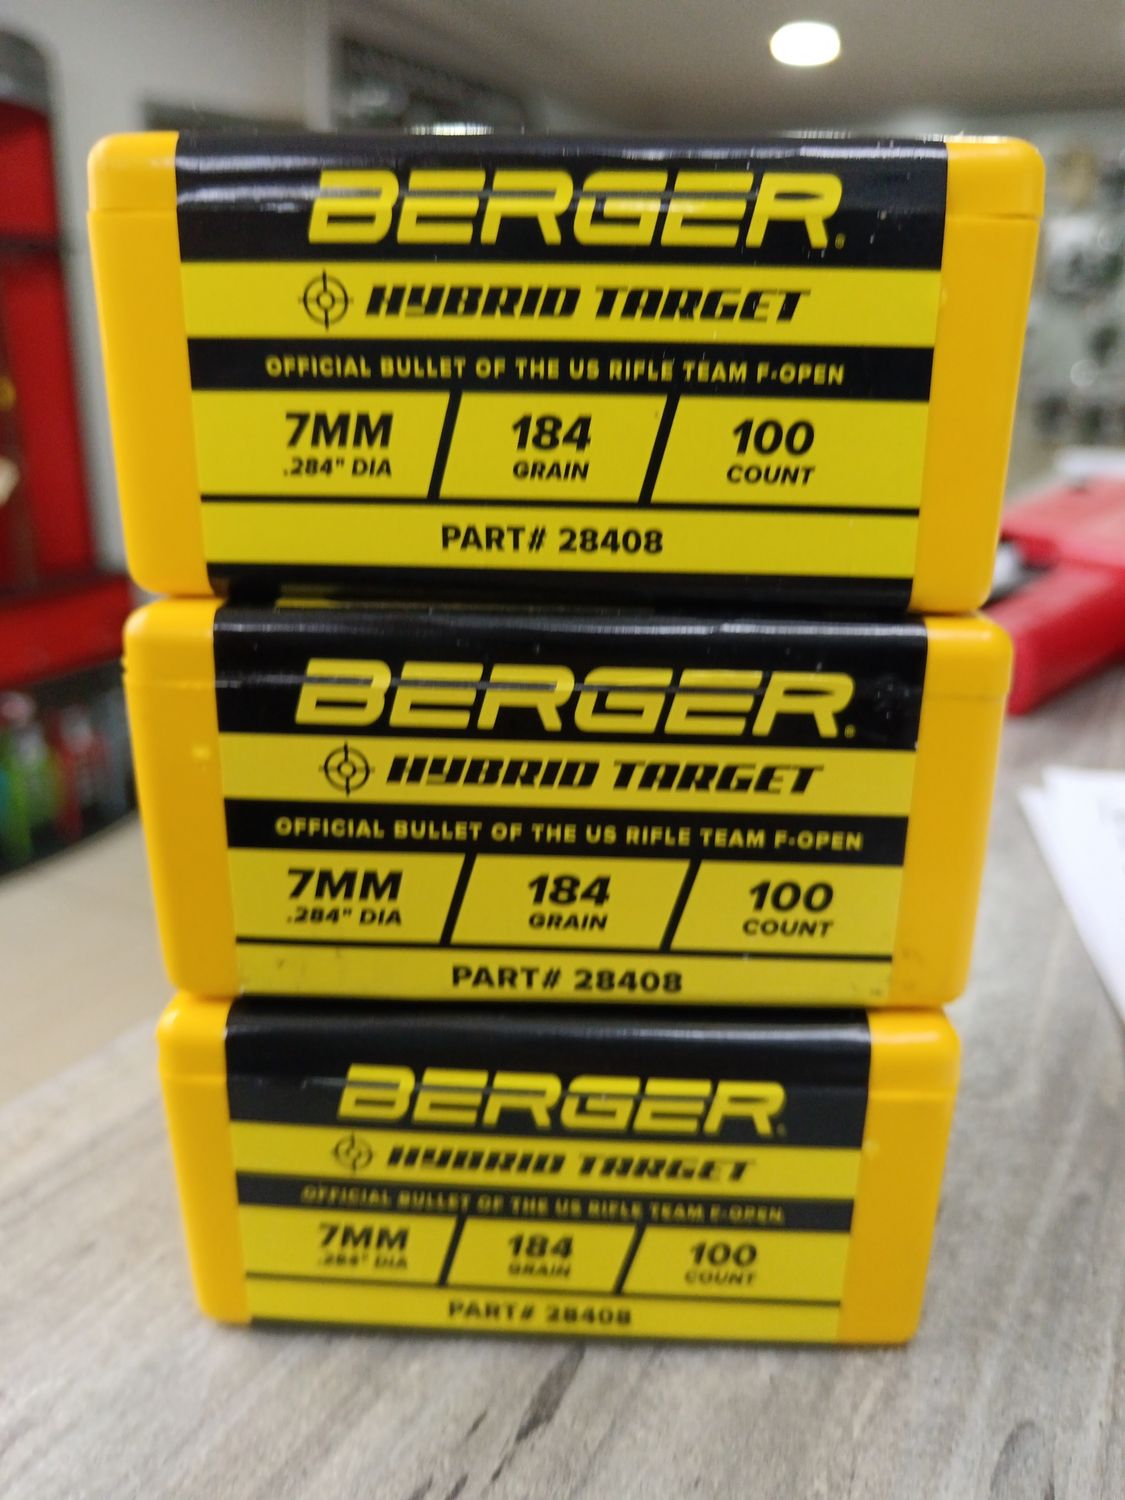 BERGER®
HYBRID TARGET
OFFICIAL BULLET OF THE US RIFLE TEAM F-OPEN
7MM 184 100
.284" DIA GRAIN COUNT
PART# 28408
BERGER®
HYBRID TARGET
OFFICIAL BULLET OF THE US RIFLE TEAM F-OPEN
7MM 184 100
.284" DIA GRAIN COUNT
PART# 28408
BERGER®
HYBRID TARGET
OFFICIAL BULLET OF THE US RIFLE TEAM F-OPEN
7MM 184 100
.284" DIA GRAIN COUNT
PART# 28408